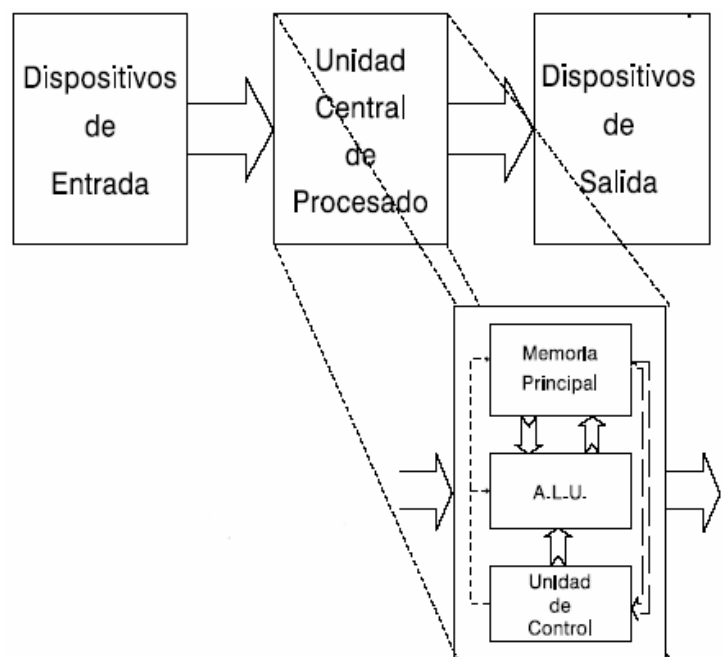 Dispositivos
de
Entrada
Unidad
Central
de
Procesado
Dispositivos
de
Salida
Memoria
Principal
A.L.U.
Unidad
de
Control